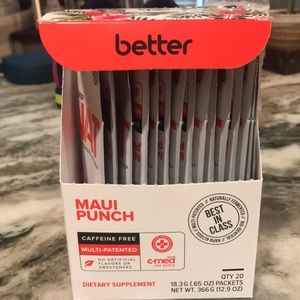 better
MAUI
PUNCH
CAFFEINE FREE
MULTI-PATENTED
NO ARTIFICIAL
FLAVORS OR
SWEETENERS
c-med
BEST IN
CLASS
DIETARY SUPPLEMENT
QTY 20
18.3 G (.65 OZ) PACKETS
NET WT. 366 G (12.9 OZ)